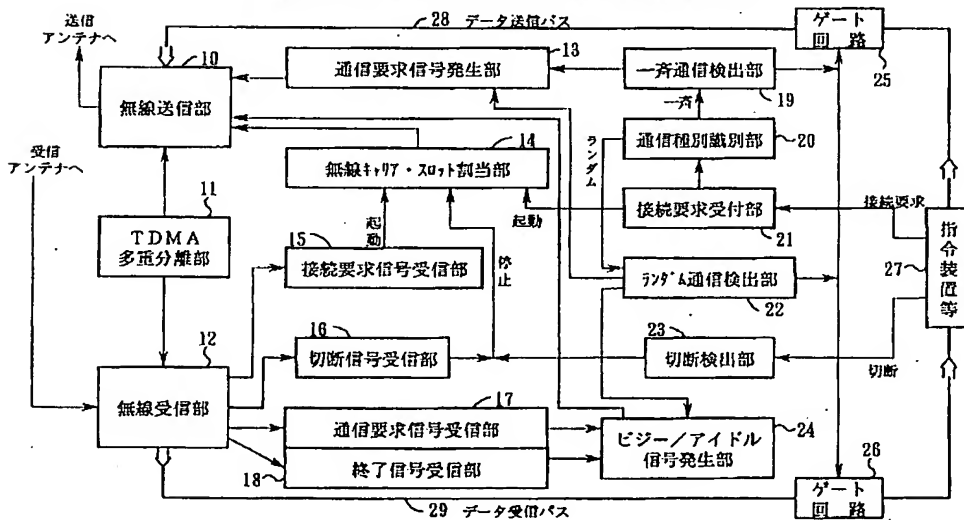 送信
アンテナへ
10
無線送信部
28 データ送信パス
13
通信要求信号発生部
一斉通信検出部
19
ゲート
回路
25
一斉
14
無線キャリア・スロット割当部
ランダム
通信種別識別部
20
受信
アンテナへ
11
TDMA
多重分離部
起動
起動
接続要求受付部
21
接続要求
15
接続要求信号受信部
停止
ランダム通信検出部
22
27
指令装置等
12
無線受信部
16
切断信号受信部
23
切断検出部
切断
17
通信要求信号受信部
18
終了信号受信部
ビジー/アイドル
信号発生部
24
26
ゲート
回路
29 データ受信パス